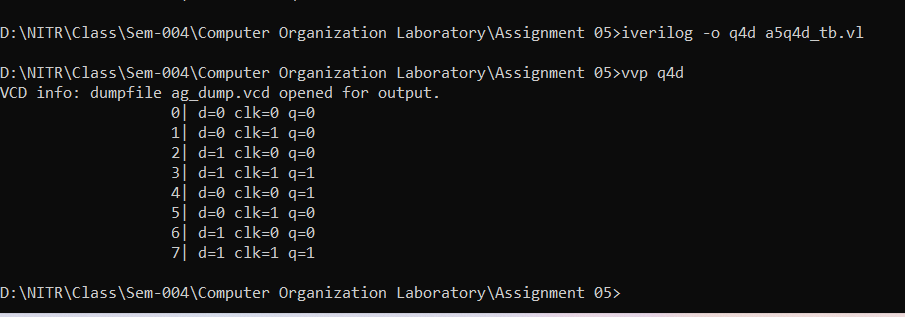 D:\NITR\Class\Sem-004\Computer Organization Laboratory\Assignment 05>iverilog -o q4d a5q4d_tb.vl
D:\NITR\Class\Sem-004\Computer Organization Laboratory\Assignment 05>vvp q4d
VCD info: dumpfile ag_dump.vcd opened for output.
0| d=0 clk=0 q=0
1| d=0 clk=1 q=0
2| d=1 clk=0 q=0
3| d=1 clk=1 q=1
4| d=0 clk=0 q=1
5| d=0 clk=1 q=0
6| d=1 clk=0 q=0
7| d=1 clk=1 q=1
D:\NITR\Class\Sem-004\Computer Organization Laboratory\Assignment 05>